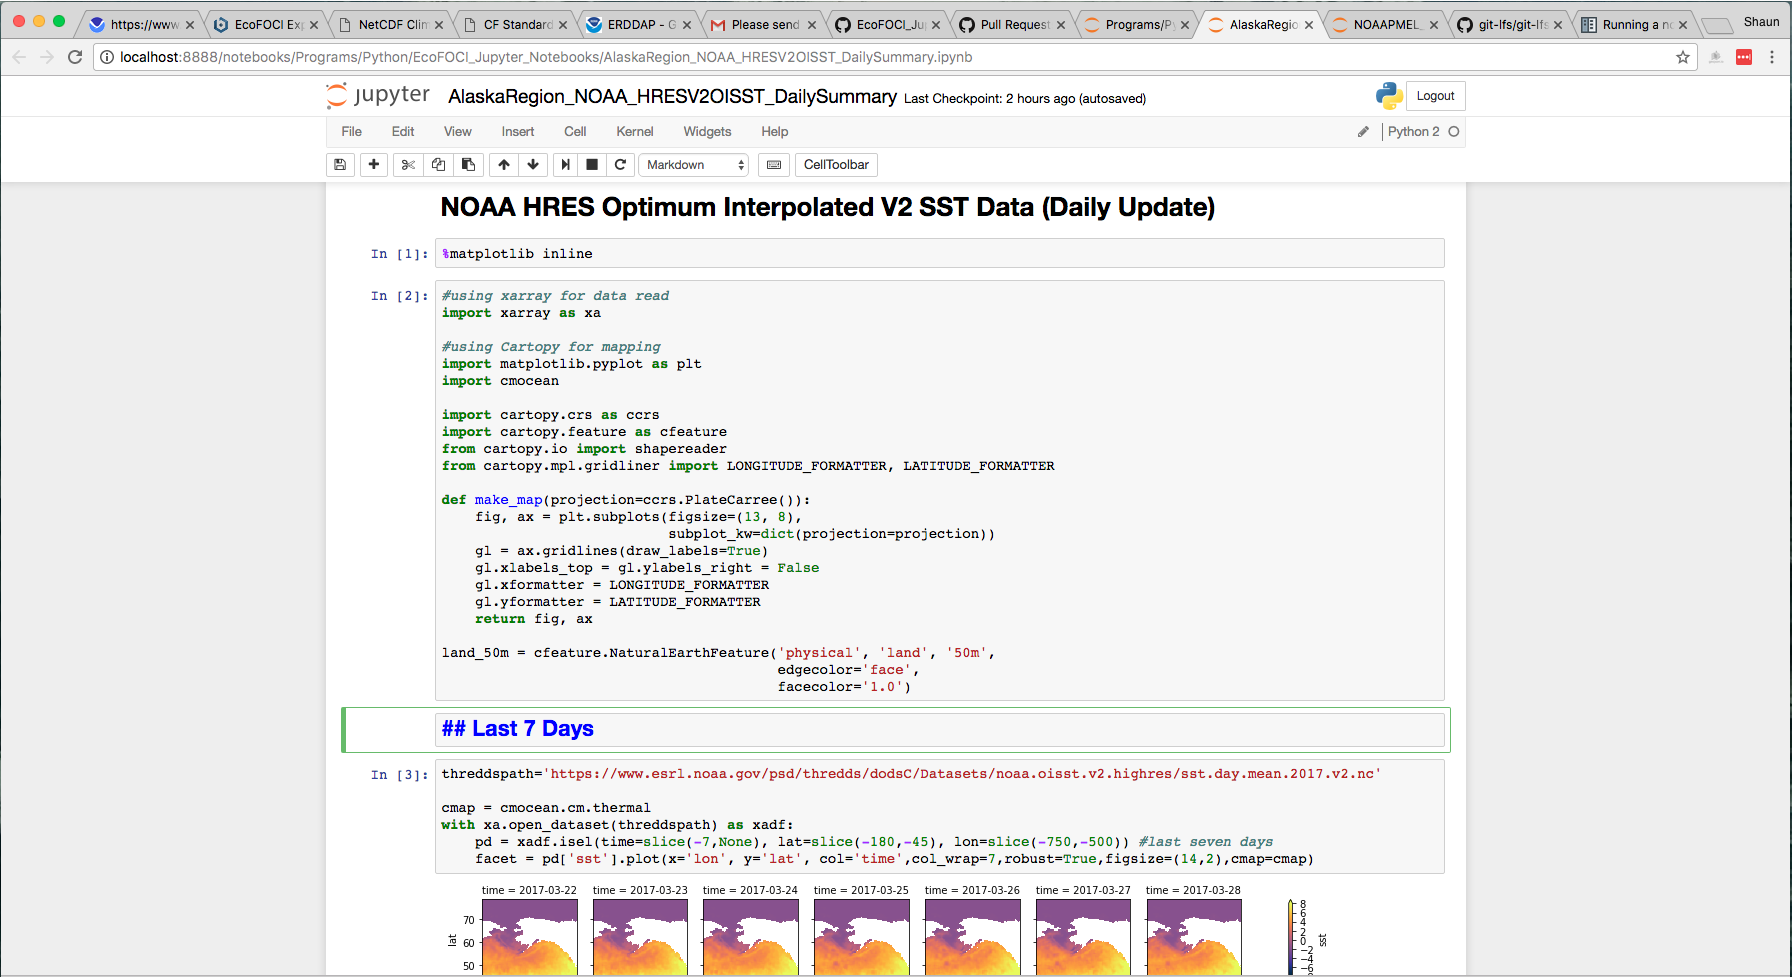 https://www
EcoFOCI Ex
NetCDF Clim
CF Standard
ERDDAP - G
Please send
EcoFOCI_Ju
Pull Request
Programs/Py
AlaskaRegio
NOAAPMEL_
git-lfs/git-lfs
Running a no
Shaun
localhost:8888/notebooks/Programs/Python/EcoFOCI_Jupyter_Notebooks/AlaskaRegion_NOAA_HRESV2OISST_DailySummary.ipynb
jupyter AlaskaRegion_NOAA_HRESV2OISST_DailySummary Last Checkpoint: 2 hours ago (autosaved)
Logout
File Edit View Insert Cell Kernel Widgets Help
Python 2
Markdown
CellToolbar
NOAA HRES Optimum Interpolated V2 SST Data (Daily Update)
In [1]: %matplotlib inline
In [2]: #using xarray for data read
import xarray as xa
#using Cartopy for mapping
import matplotlib.pyplot as plt
import cmocean
import cartopy.crs as ccrs
import cartopy.feature as cfeature
from cartopy.io import shapereader
from cartopy.mpl.gridliner import LONGITUDE_FORMATTER, LATITUDE_FORMATTER
def make_map(projection=ccrs.PlateCarree()):
fig, ax = plt.subplots(figsize=(13, 8),
subplot_kw=dict(projection=projection))
gl = ax.gridlines(draw_labels=True)
gl.xlabels_top = gl.ylabels_right = False
gl.xformatter = LONGITUDE_FORMATTER
gl.yformatter = LATITUDE_FORMATTER
return fig, ax
land_50m = cfeature.NaturalEarthFeature('physical', 'land', '50m',
edgecolor='face',
facecolor='1.0')
## Last 7 Days
In [3]: threddspath='https://www.esrl.noaa.gov/psd/thredds/dodsC/Datasets/noaa.oisst.v2.highres/sst.day.mean.2017.v2.nc'
cmap = cmocean.cm.thermal
with xa.open_dataset(threddspath) as xadf:
pd = xadf.isel(time=slice(-7,None), lat=slice(-180,-45), lon=slice(-750,-500)) #last seven days
facet = pd['sst'].plot(x='lon', y='lat', col='time',col_wrap=7,robust=True,figsize=(14,2),cmap=cmap)
time = 2017-03-22 time = 2017-03-23 time = 2017-03-24 time = 2017-03-25 time = 2017-03-26 time = 2017-03-27 time = 2017-03-28
70
60
50
lat
8
6
4
2
0
−2
−4
−6
sst